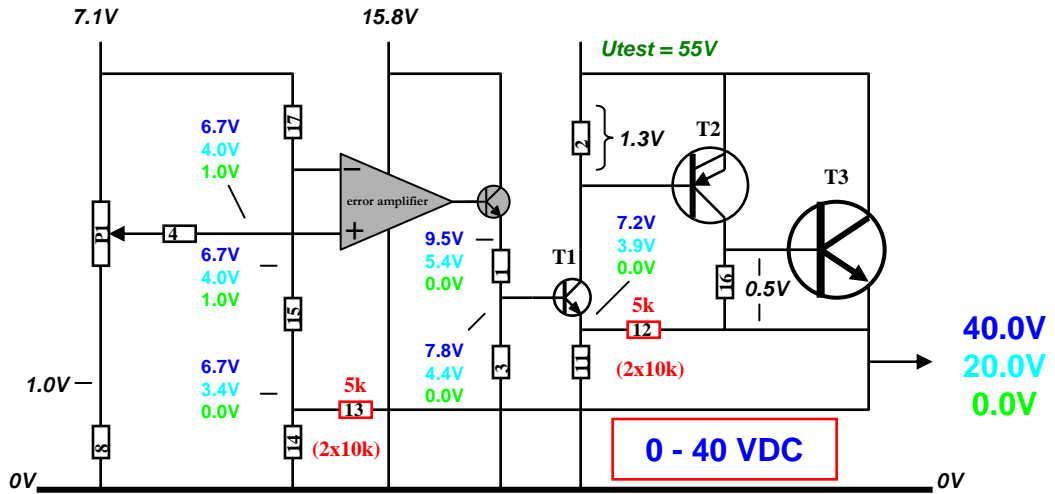 7.1V
15.8V
Utest = 55V
17
2
1.3V
T2
6.7V
4.0V
1.0V
error amplifier
−
+
T3
P1
4
9.5V
5.4V
0.0V
7.2V
3.9V
0.0V
T1
1
16
0.5V
6.7V
4.0V
1.0V
15
5k
12
(2x10k)
11
40.0V
20.0V
0.0V
7.8V
4.4V
0.0V
3
1.0V
6.7V
3.4V
0.0V
5k
13
(2x10k)
8
14
0 - 40 VDC
0V
0V